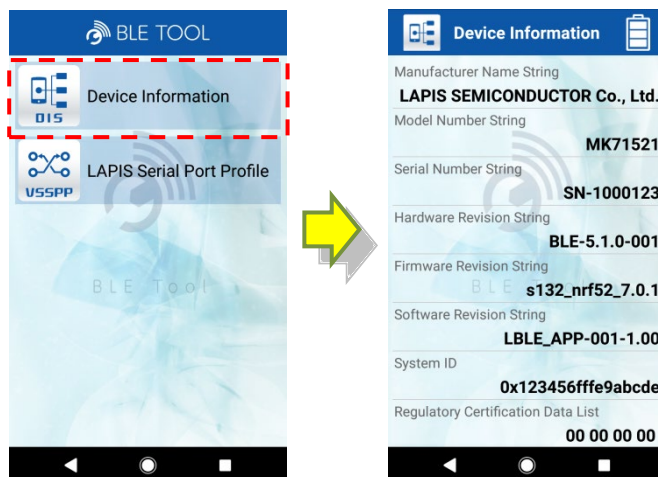 BLE TOOL
DIS
Device Information
VSSPP
LAPIS Serial Port Profile
BLE Tool
Device Information
Manufacturer Name String
LAPIS SEMICONDUCTOR Co., Ltd.
Model Number String
MK71521
Serial Number String
SN-1000123
Hardware Revision String
BLE-5.1.0-001
Firmware Revision String
s132_nrf52_7.0.1
Software Revision String
LBLE_APP-001-1.00
System ID
0x123456fffe9abcde
Regulatory Certification Data List
00 00 00 00